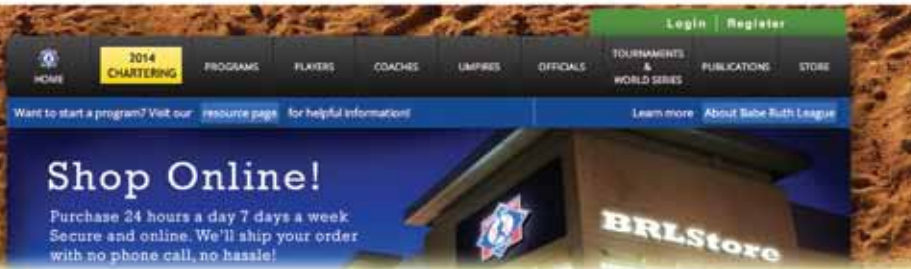 Login | Register
HOME
2014
CHARTERING
PROGRAMS
PLAYERS
COACHES
UMPIRES
OFFICIALS
TOURNAMENTS
&
WORLD SERIES
PUBLICATIONS
STORE
Want to start a program? Visit our resource page for helpful information!
Learn more About Babe Ruth League
Shop Online!
Purchase 24 hours a day 7 days a week
Secure and online. We'll ship your order
with no phone call, no hassle!
BRLStore